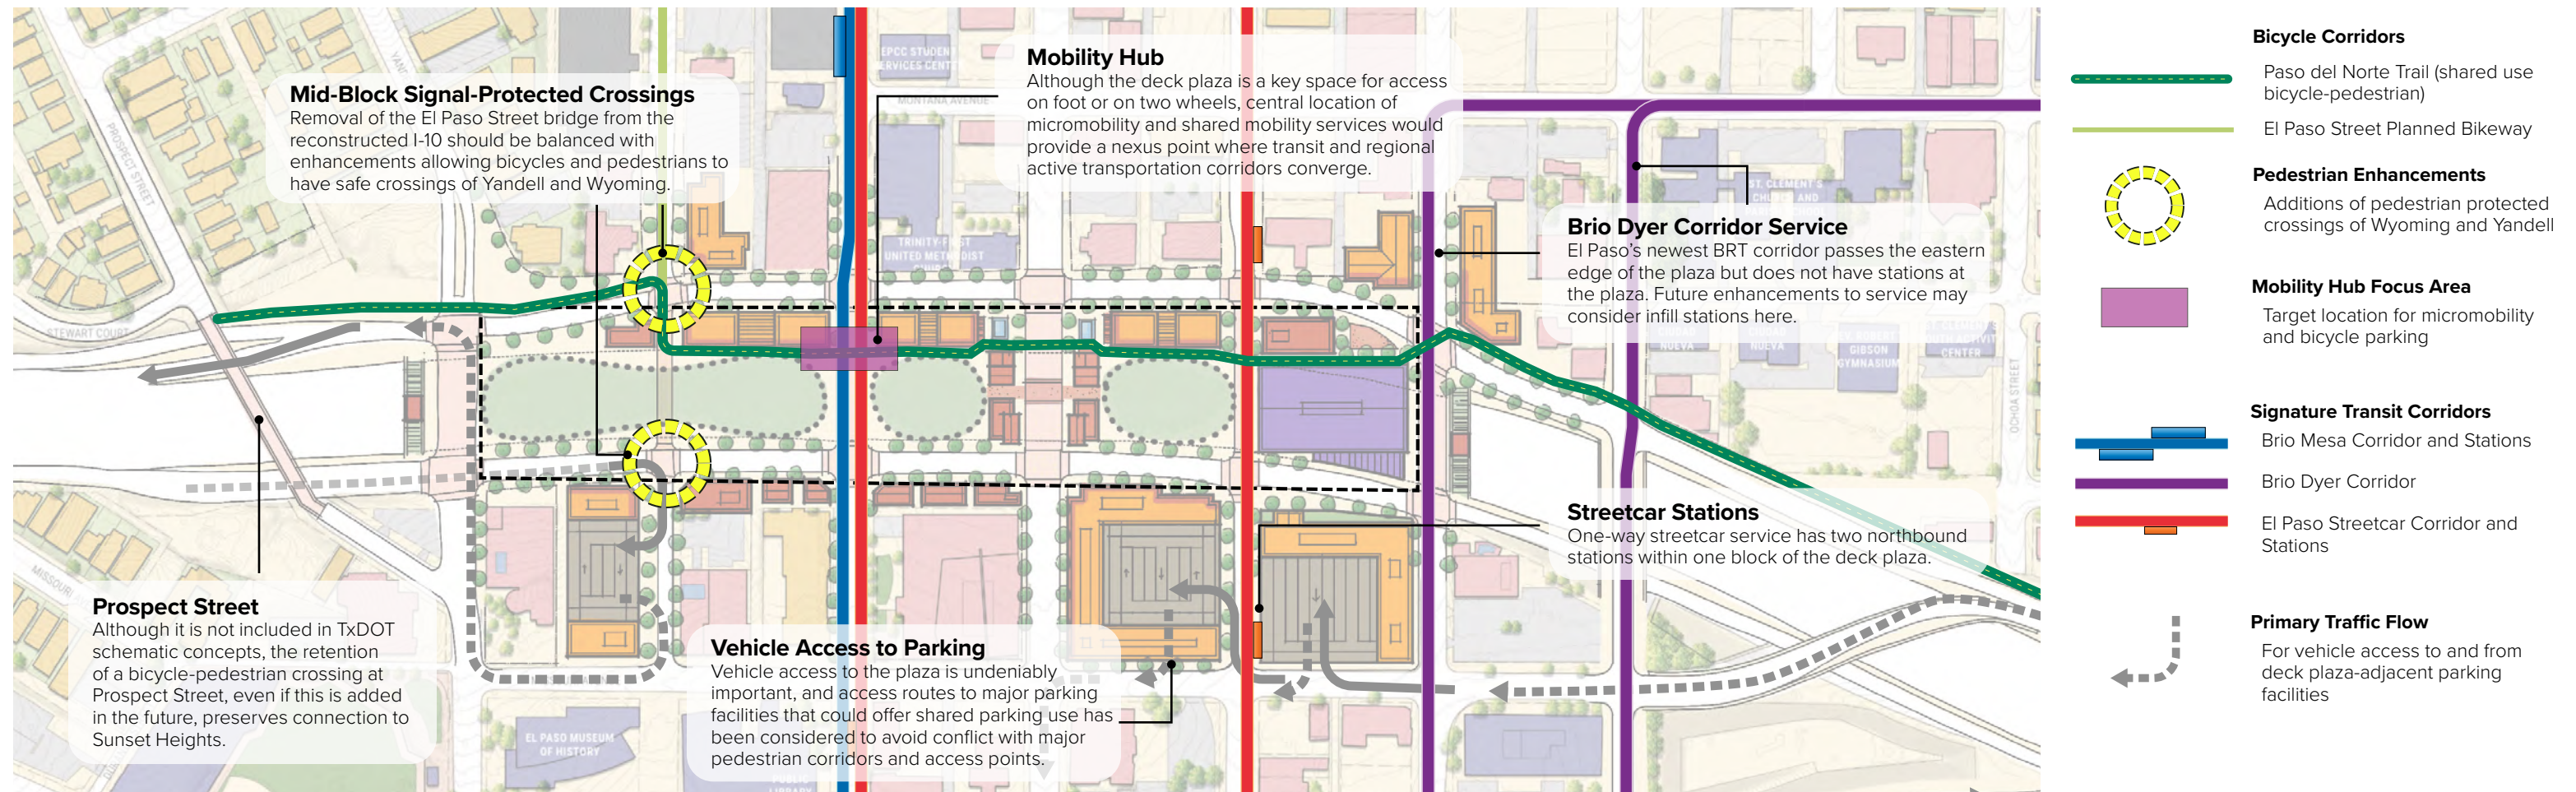 Mid-Block Signal-Protected Crossings
Removal of the El Paso Street bridge from the
reconstructed I-10 should be balanced with
enhancements allowing bicycles and pedestrians to
have safe crossings of Yandell and Wyoming.
Mobility Hub
Although the deck plaza is a key space for access
on foot or on two wheels, central location of
micromobility and shared mobility services would
provide a nexus point where transit and regional
active transportation corridors converge.
Brio Dyer Corridor Service
El Paso's newest BRT corridor passes the eastern
edge of the plaza but does not have stations at
the plaza. Future enhancements to service may
consider infill stations here.
Streetcar Stations
One-way streetcar service has two northbound
stations within one block of the deck plaza.
Prospect Street
Although it is not included in TxDOT
schematic concepts, the retention
of a bicycle-pedestrian crossing at
Prospect Street, even if this is added
in the future, preserves connection to
Sunset Heights.
Vehicle Access to Parking
Vehicle access to the plaza is undeniably
important, and access routes to major parking
facilities that could offer shared parking use has
been considered to avoid conflict with major
pedestrian corridors and access points.
PROSPECT STREET
STEWART COURT
MISSOURI
EPCC STUDENT
SERVICES CENT
MONTANA AVENUE
TRINITY-FIRST
UNITED METHODIST
CHURCH
ST. CLEMENT'S
CHURCH AND
NUEVA
NUEVA
GIBSON
GYMNASIUM
CENTER
OCHOA STREET
EL PASO MUSEUM
OF HISTORY
PUBLIC
LIBRARY
Bicycle Corridors
Paso del Norte Trail (shared use
bicycle-pedestrian)
El Paso Street Planned Bikeway
Pedestrian Enhancements
Additions of pedestrian protected
crossings of Wyoming and Yandell
Mobility Hub Focus Area
Target location for micromobility
and bicycle parking
Signature Transit Corridors
Brio Mesa Corridor and Stations
Brio Dyer Corridor
El Paso Streetcar Corridor and
Stations
Primary Traffic Flow
For vehicle access to and from
deck plaza-adjacent parking
facilities